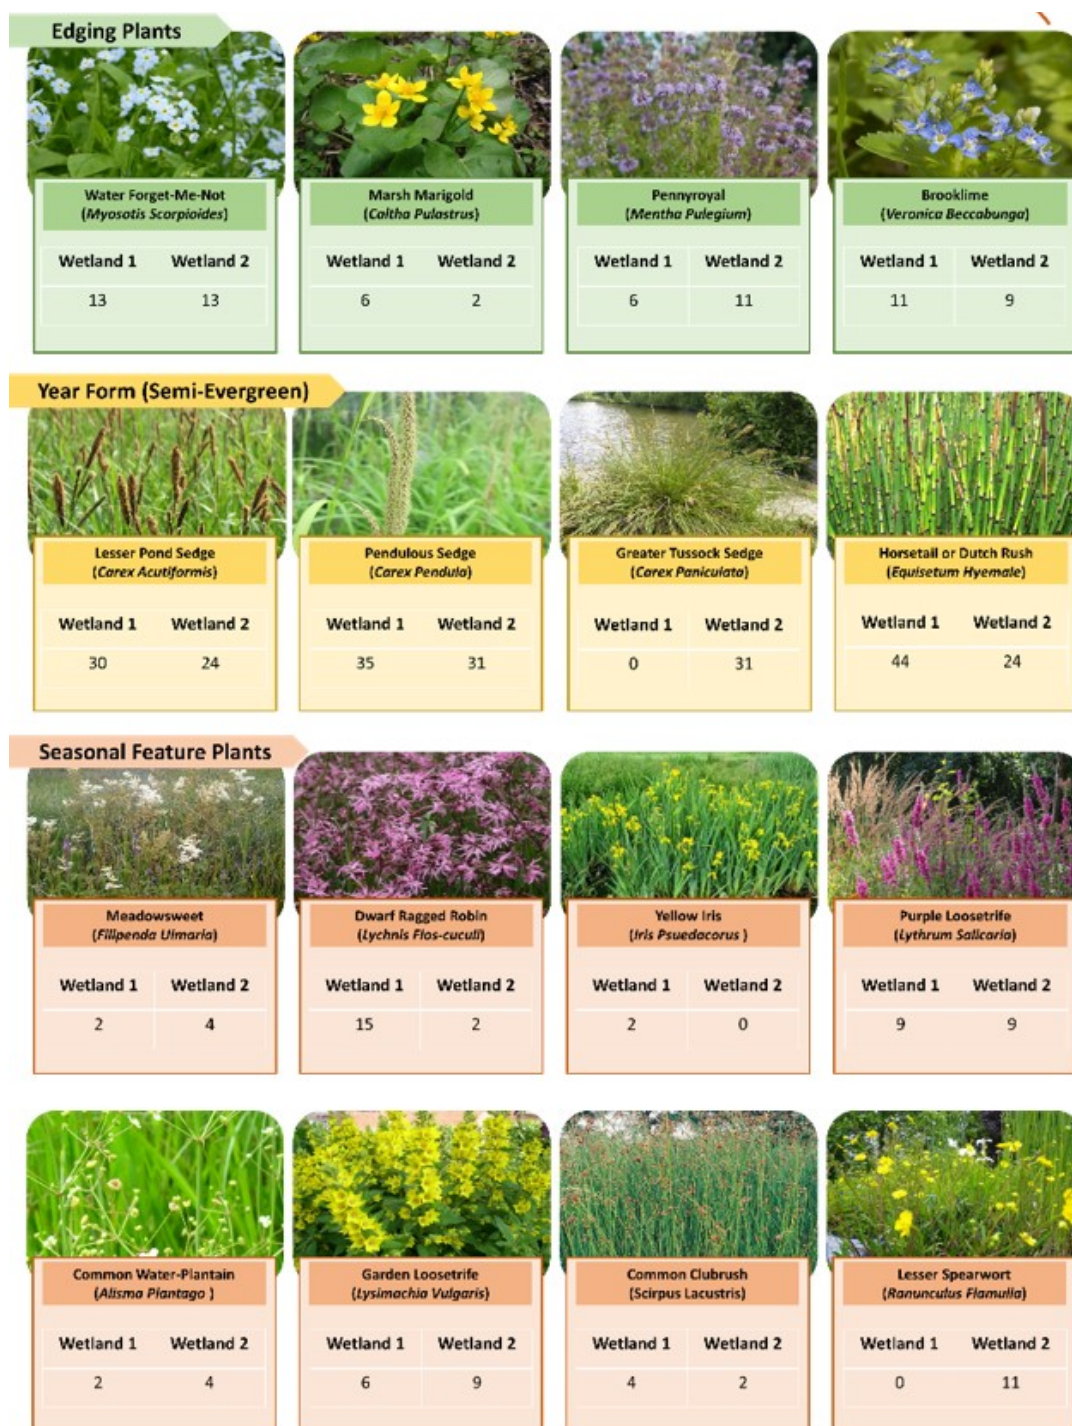 Edging Plants
Water Forget-Me-Not
(Myosotis Scorpioides)
Wetland 1 Wetland 2
13 13
Marsh Marigold
(Caltha Pulastrus)
Wetland 1 Wetland 2
6 2
Pennyroyal
(Mentha Pulegium)
Wetland 1 Wetland 2
6 11
Brooklime
(Veronica Beccabunga)
Wetland 1 Wetland 2
11 9
Year Form (Semi-Evergreen)
Lesser Pond Sedge
(Carex Acutiformis)
Wetland 1 Wetland 2
30 24
Pendulous Sedge
(Carex Pendula)
Wetland 1 Wetland 2
35 31
Greater Tussock Sedge
(Carex Paniculata)
Wetland 1 Wetland 2
0 31
Horsetail or Dutch Rush
(Equisetum Hyemale)
Wetland 1 Wetland 2
44 24
Seasonal Feature Plants
Meadowsweet
(Filipenda Ulmaria)
Wetland 1 Wetland 2
2 4
Dwarf Ragged Robin
(Lychnis Flos-cuculi)
Wetland 1 Wetland 2
15 2
Yellow Iris
(Iris Psuedacorus )
Wetland 1 Wetland 2
2 0
Purple Loosetrife
(Lythrum Salicaria)
Wetland 1 Wetland 2
9 9
Common Water-Plantain
(Alisma Plantago )
Wetland 1 Wetland 2
2 4
Garden Loosetrife
(Lysimachia Vulgaris)
Wetland 1 Wetland 2
6 9
Common Clubrush
(Scirpus Lacustris)
Wetland 1 Wetland 2
4 2
Lesser Spearwort
(Ranunculus Flamulla)
Wetland 1 Wetland 2
0 11